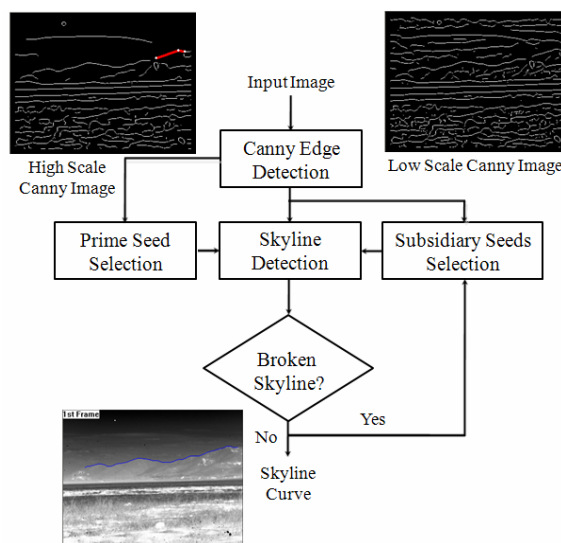 Input Image
High Scale
Canny Image
Canny Edge
Detection
Low Scale Canny Image
Prime Seed
Selection
Skyline
Detection
Subsidiary Seeds
Selection
Broken
Skyline?
1st Frame
Yes
No
Skyline
Curve